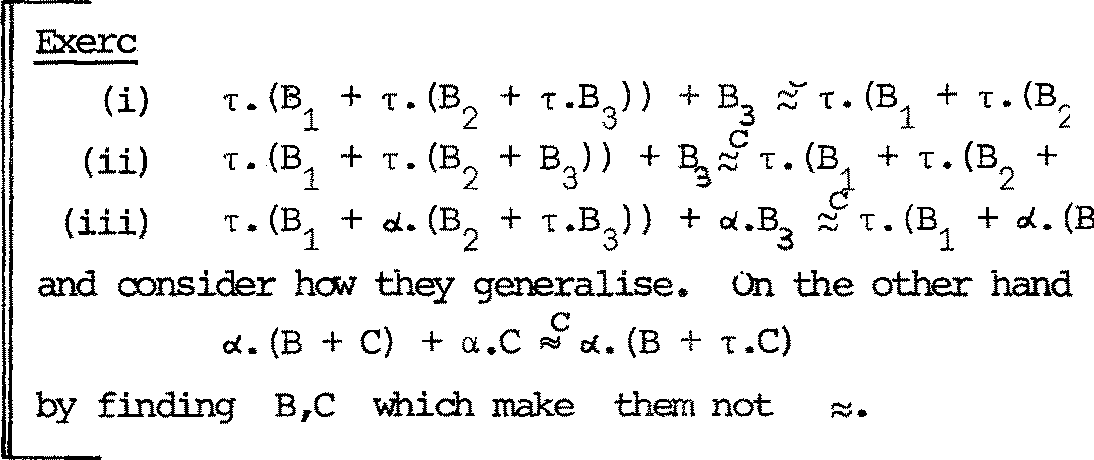 Exerc
(i) τ.(B₁ + τ.(B₂ + τ.B₃)) + B₃ ≈ᶜ τ.(B₁ + τ.(B₂
(ii) τ.(B₁ + τ.(B₂ + B₃)) + B₃ ≈ᶜ τ.(B₁ + τ.(B₂ +
(iii) τ.(B₁ + α.(B₂ + τ.B₃)) + α.B₃ ≈ᶜ τ.(B₁ + α.(B
and consider how they generalise. On the other hand
α.(B + C) + α.C ≈ᶜ α.(B + τ.C)
by finding B,C which make them not ≈.